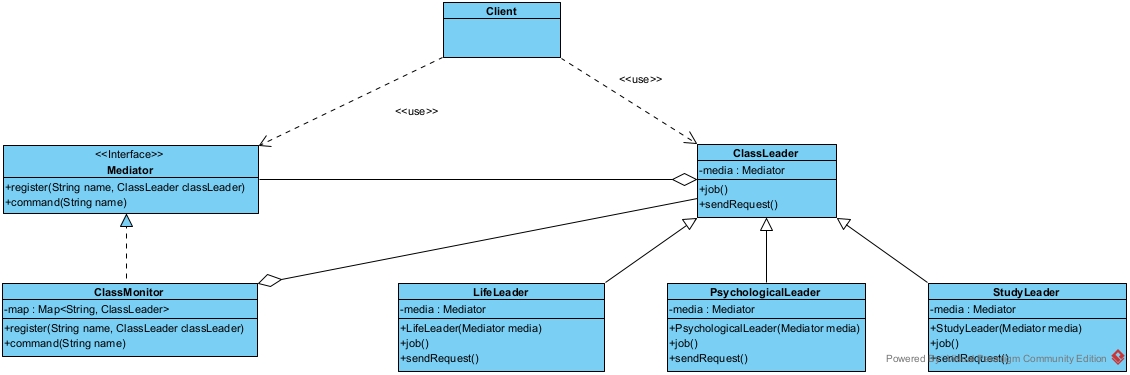 Client
<<use>>
<<use>>
<<Interface>>
Mediator
+register(String name, ClassLeader classLeader)
+command(String name)
ClassLeader
-media : Mediator
+job()
+sendRequest()
ClassMonitor
-map : Map<String, ClassLeader>
+register(String name, ClassLeader classLeader)
+command(String name)
LifeLeader
-media : Mediator
+LifeLeader(Mediator media)
+job()
+sendRequest()
PsychologicalLeader
-media : Mediator
+PsychologicalLeader(Mediator media)
+job()
+sendRequest()
StudyLeader
-media : Mediator
+StudyLeader(Mediator media)
+job()
+sendRequest()
Powered By Visual Paradigm Community Edition